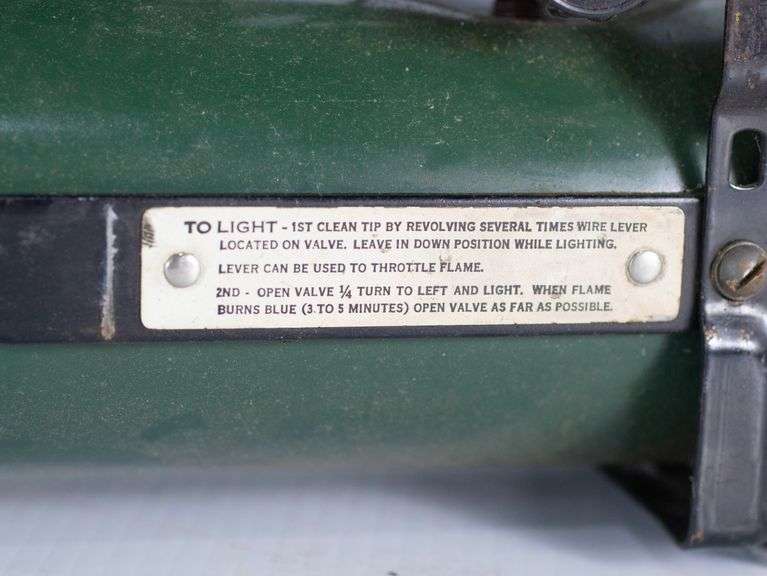 TO LIGHT - 1ST CLEAN TIP BY REVOLVING SEVERAL TIMES WIRE LEVER
LOCATED ON VALVE. LEAVE IN DOWN POSITION WHILE LIGHTING.
LEVER CAN BE USED TO THROTTLE FLAME.
2ND - OPEN VALVE ¼ TURN TO LEFT AND LIGHT. WHEN FLAME
BURNS BLUE (3 TO 5 MINUTES) OPEN VALVE AS FAR AS POSSIBLE.